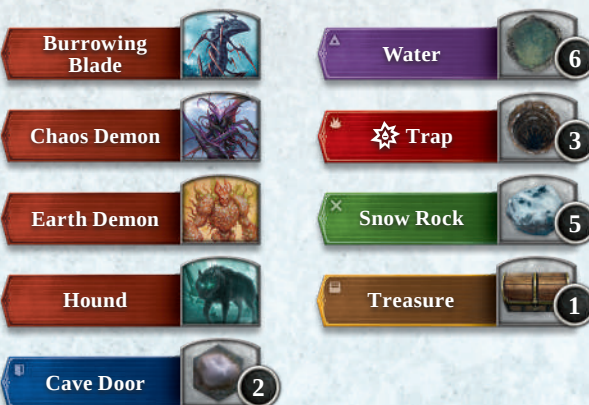 Burrowing
Blade
Chaos Demon
Earth Demon
Hound
Cave Door
2
Water
6
Trap
3
Snow Rock
5
Treasure
1